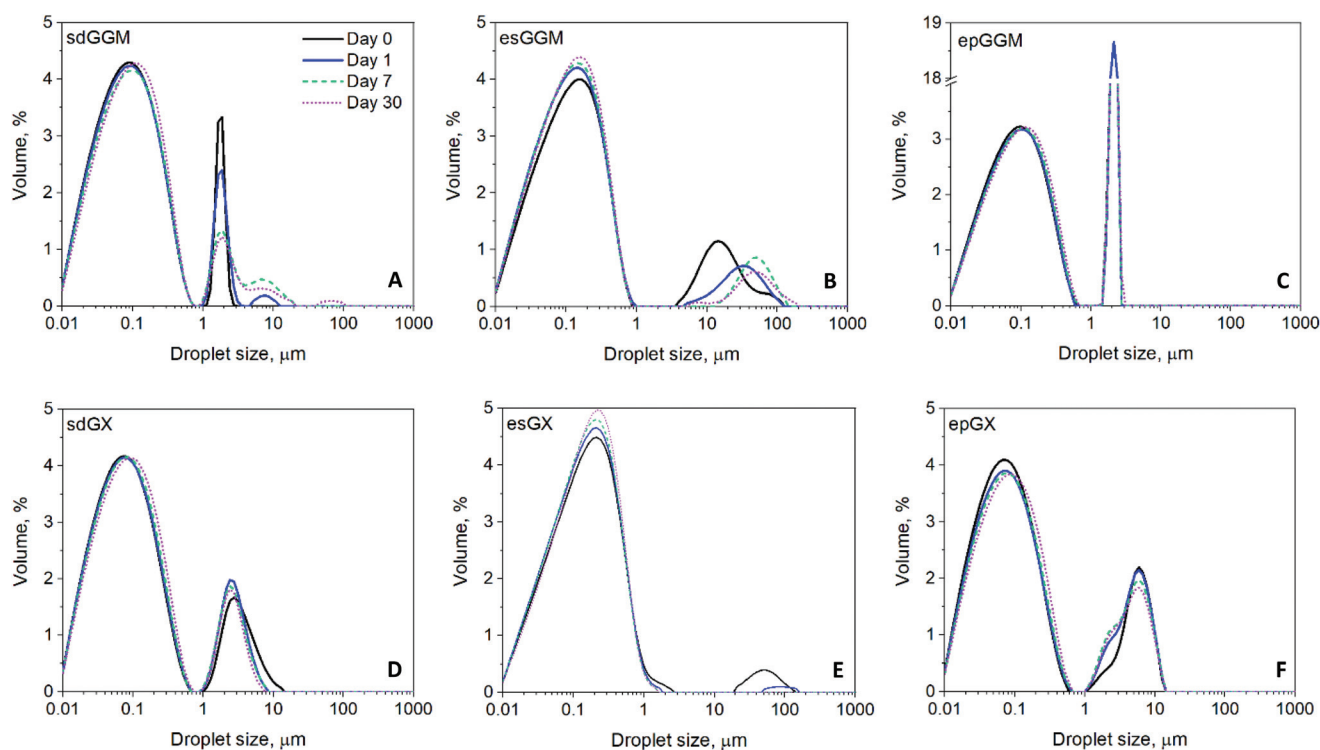 sdGGM
Day 0
Day 1
Day 7
Day 30
5
4
3
2
1
0
Volume, %
0.01 0.1 1 10 100 1000
Droplet size, μm
A
esGGM
5
4
3
2
1
0
Volume, %
0.01 0.1 1 10 100 1000
Droplet size, μm
B
epGGM
19
18
3
2
1
0
Volume, %
0.01 0.1 1 10 100 1000
Droplet size, μm
C
sdGX
5
4
3
2
1
0
Volume, %
0.01 0.1 1 10 100 1000
Droplet size, μm
D
esGX
5
4
3
2
1
0
Volume, %
0.01 0.1 1 10 100 1000
Droplet size, μm
E
epGX
5
4
3
2
1
0
Volume, %
0.01 0.1 1 10 100 1000
Droplet size, μm
F